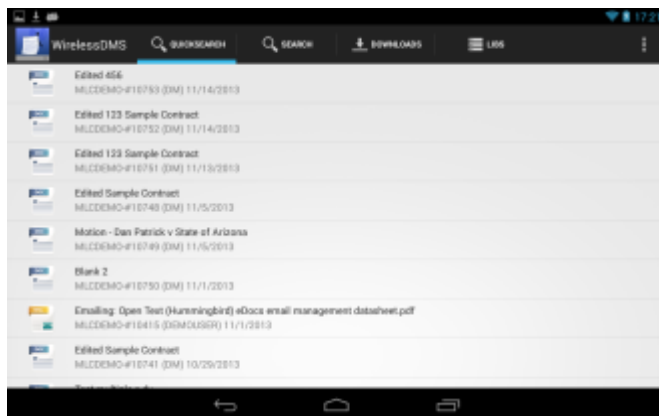 17:21
WirelessDMS QUICKSEARCH SEARCH DOWNLOADS LIBS
Edited 456
MLCDEMO-#10753 (DM) 11/14/2013
Edited 123 Sample Contract
MLCDEMO-#10752 (DM) 11/14/2013
Edited 123 Sample Contract
MLCDEMO-#10751 (DM) 11/13/2013
Edited Sample Contract
MLCDEMO-#10748 (DM) 11/5/2013
Motion - Dan Patrick v State of Arizona
MLCDEMO-#10749 (DM) 11/5/2013
Blank 2
MLCDEMO-#10750 (DM) 11/1/2013
Emailing: Open Text (Hummingbird) eDocs email management datasheet.pdf
MLCDEMO-#10415 (DEMOUSER) 11/1/2013
Edited Sample Contract
MLCDEMO-#10741 (DM) 10/29/2013